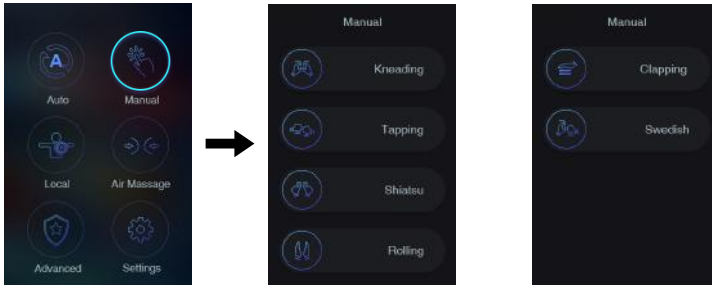 A
Auto
Manual
Local
Air Massage
Advanced
Settings
Manual
Kneading
Tapping
Shiatsu
Rolling
Manual
Clapping
Swedish